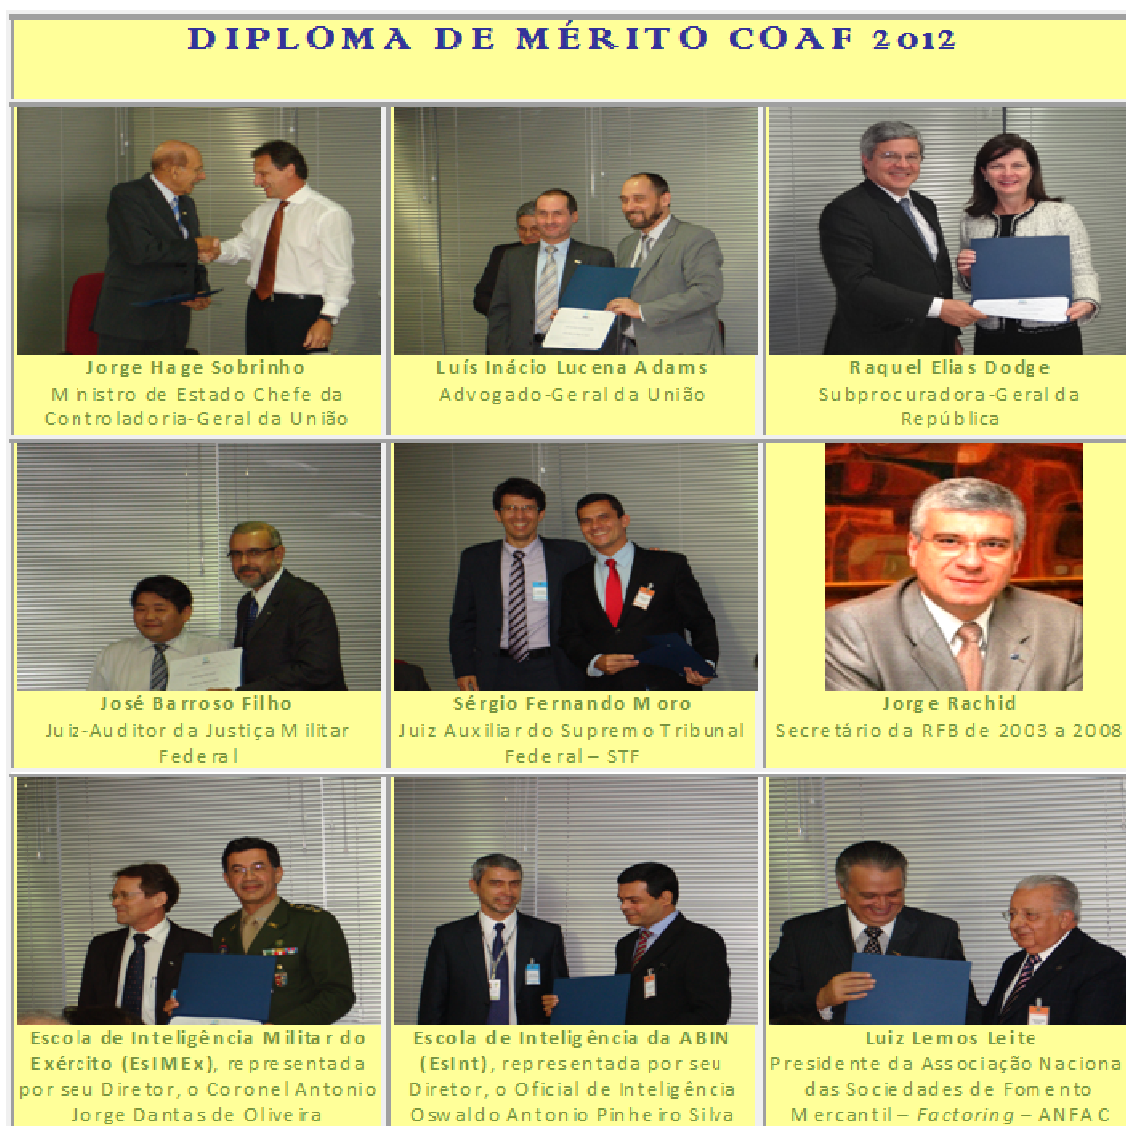 DIPLOMA DE MÉRITO COAF 2012
Jorge Hage Sobrinho
Ministro de Estado Chefe da
Controladoria-Geral da União
Luís Inácio Lucena Adams
Advogado-Geral da União
Raquel Elias Dodge
Subprocuradora-Geral da
República
José Barroso Filho
Juiz-Auditor da Justiça Militar
Federal
Sérgio Fernando Moro
Juiz Auxiliar do Supremo Tribunal
Federal – STF
Jorge Rachid
Secretário da RFB de 2003 a 2008
Escola de Inteligência Militar do
Exército (EsIMEx), representada
por seu Diretor, o Coronel Antonio
Jorge Dantas de Oliveira
Escola de Inteligência da ABIN
(EsInt), representada por seu
Diretor, o Oficial de Inteligência
Oswaldo Antonio Pinheiro Silva
Luiz Lemos Leite
Presidente da Associação Naciona
das Sociedades de Fomento
Mercantil – Factoring – ANFAC